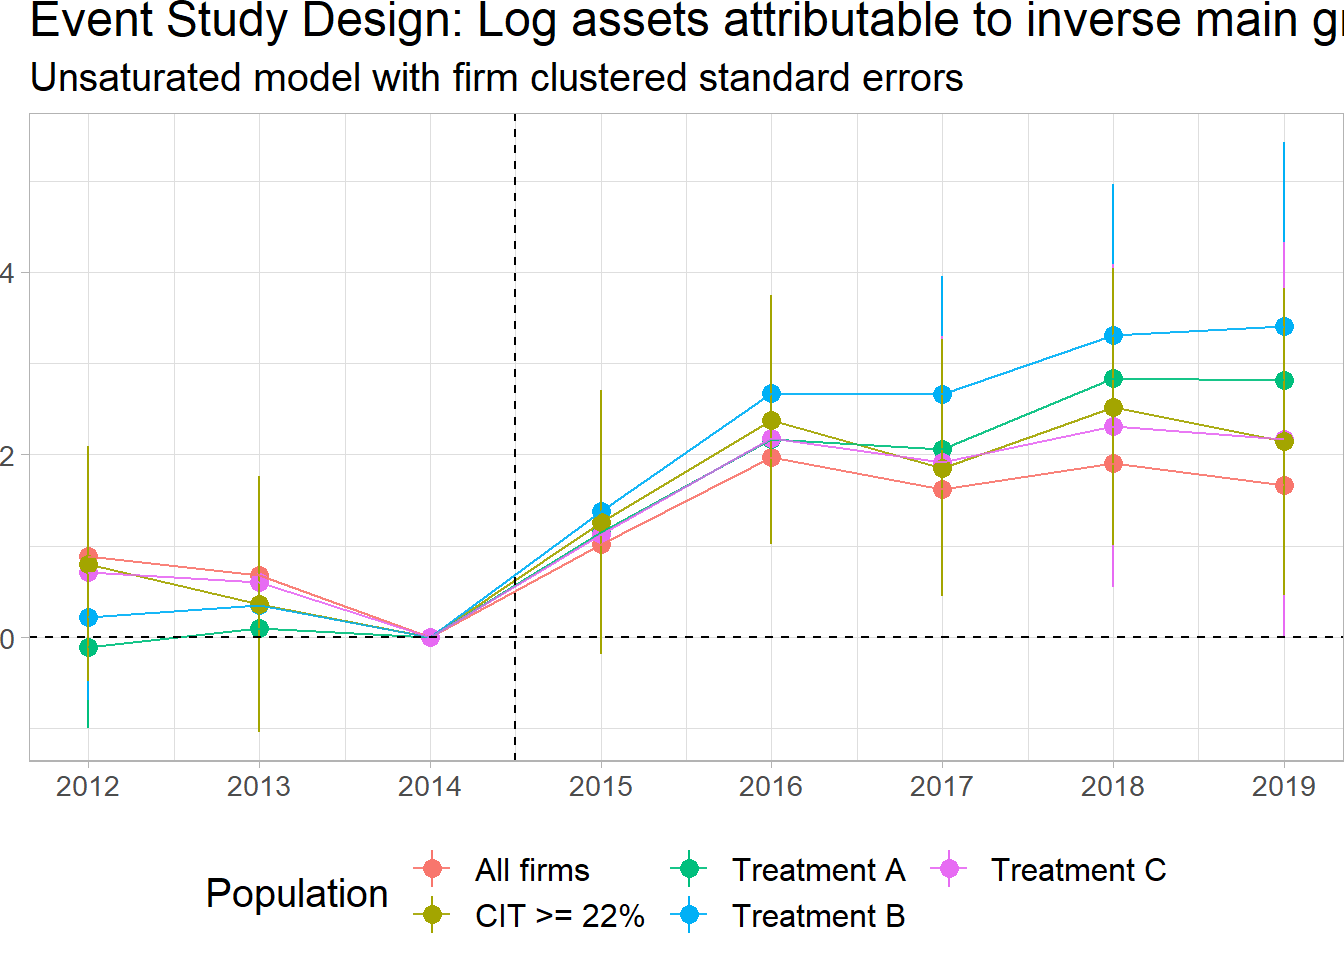 Event Study Design: Log assets attributable to inverse main
Unsaturated model with firm clustered standard errors
4
2
0
2012 2013 2014 2015 2016 2017 2018 2019
Population
All firms Treatment A Treatment C
CIT >= 22% Treatment B